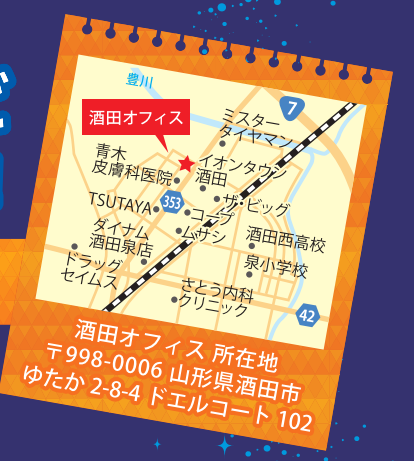 豊川
7
酒田オフィス
ミスター
タイヤマン
青木
皮膚科医院
イオンタウン
酒田
TSUTAYA
353
ザ・ビッグ
コープ
ダイナム
酒田泉店
ムサシ
酒田西高校
ドラッグ
セイムス
泉小学校
さとう内科
クリニック
42
酒田オフィス 所在地
〒998-0006 山形県酒田市
ゆたか 2-8-4 ドエルコート 102